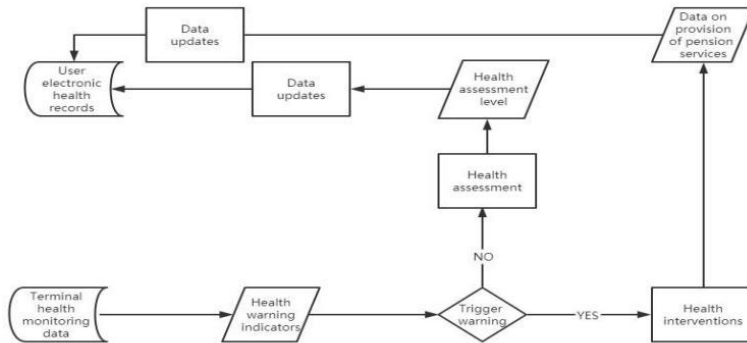 Data
updates
Data on
provision
of pension
services
User
electronic
health
records
Data
updates
Health
assessment
level
Health
assessment
NO
Terminal
health
monitoring
data
Health
warning
indicators
Trigger
warning
YES
Health
interventions